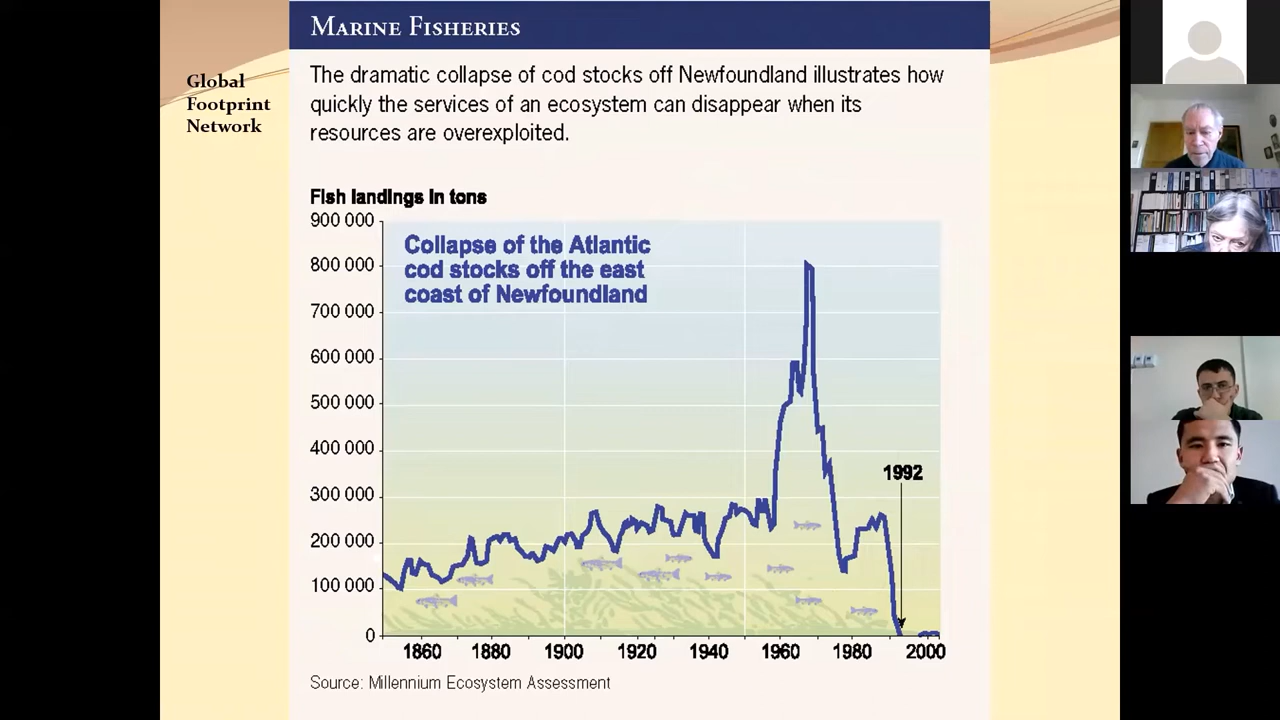 MARINE FISHERIES
Global
Footprint
Network
The dramatic collapse of cod stocks off Newfoundland illustrates how
quickly the services of an ecosystem can disappear when its
resources are overexploited.
Fish landings in tons
900 000
Collapse of the Atlantic
cod stocks off the east
coast of Newfoundland
800 000
700 000
600 000
500 000
400 000
300 000
200 000
100 000
0
1992
1860 1880 1900 1920 1940 1960 1980 2000
Source: Millennium Ecosystem Assessment